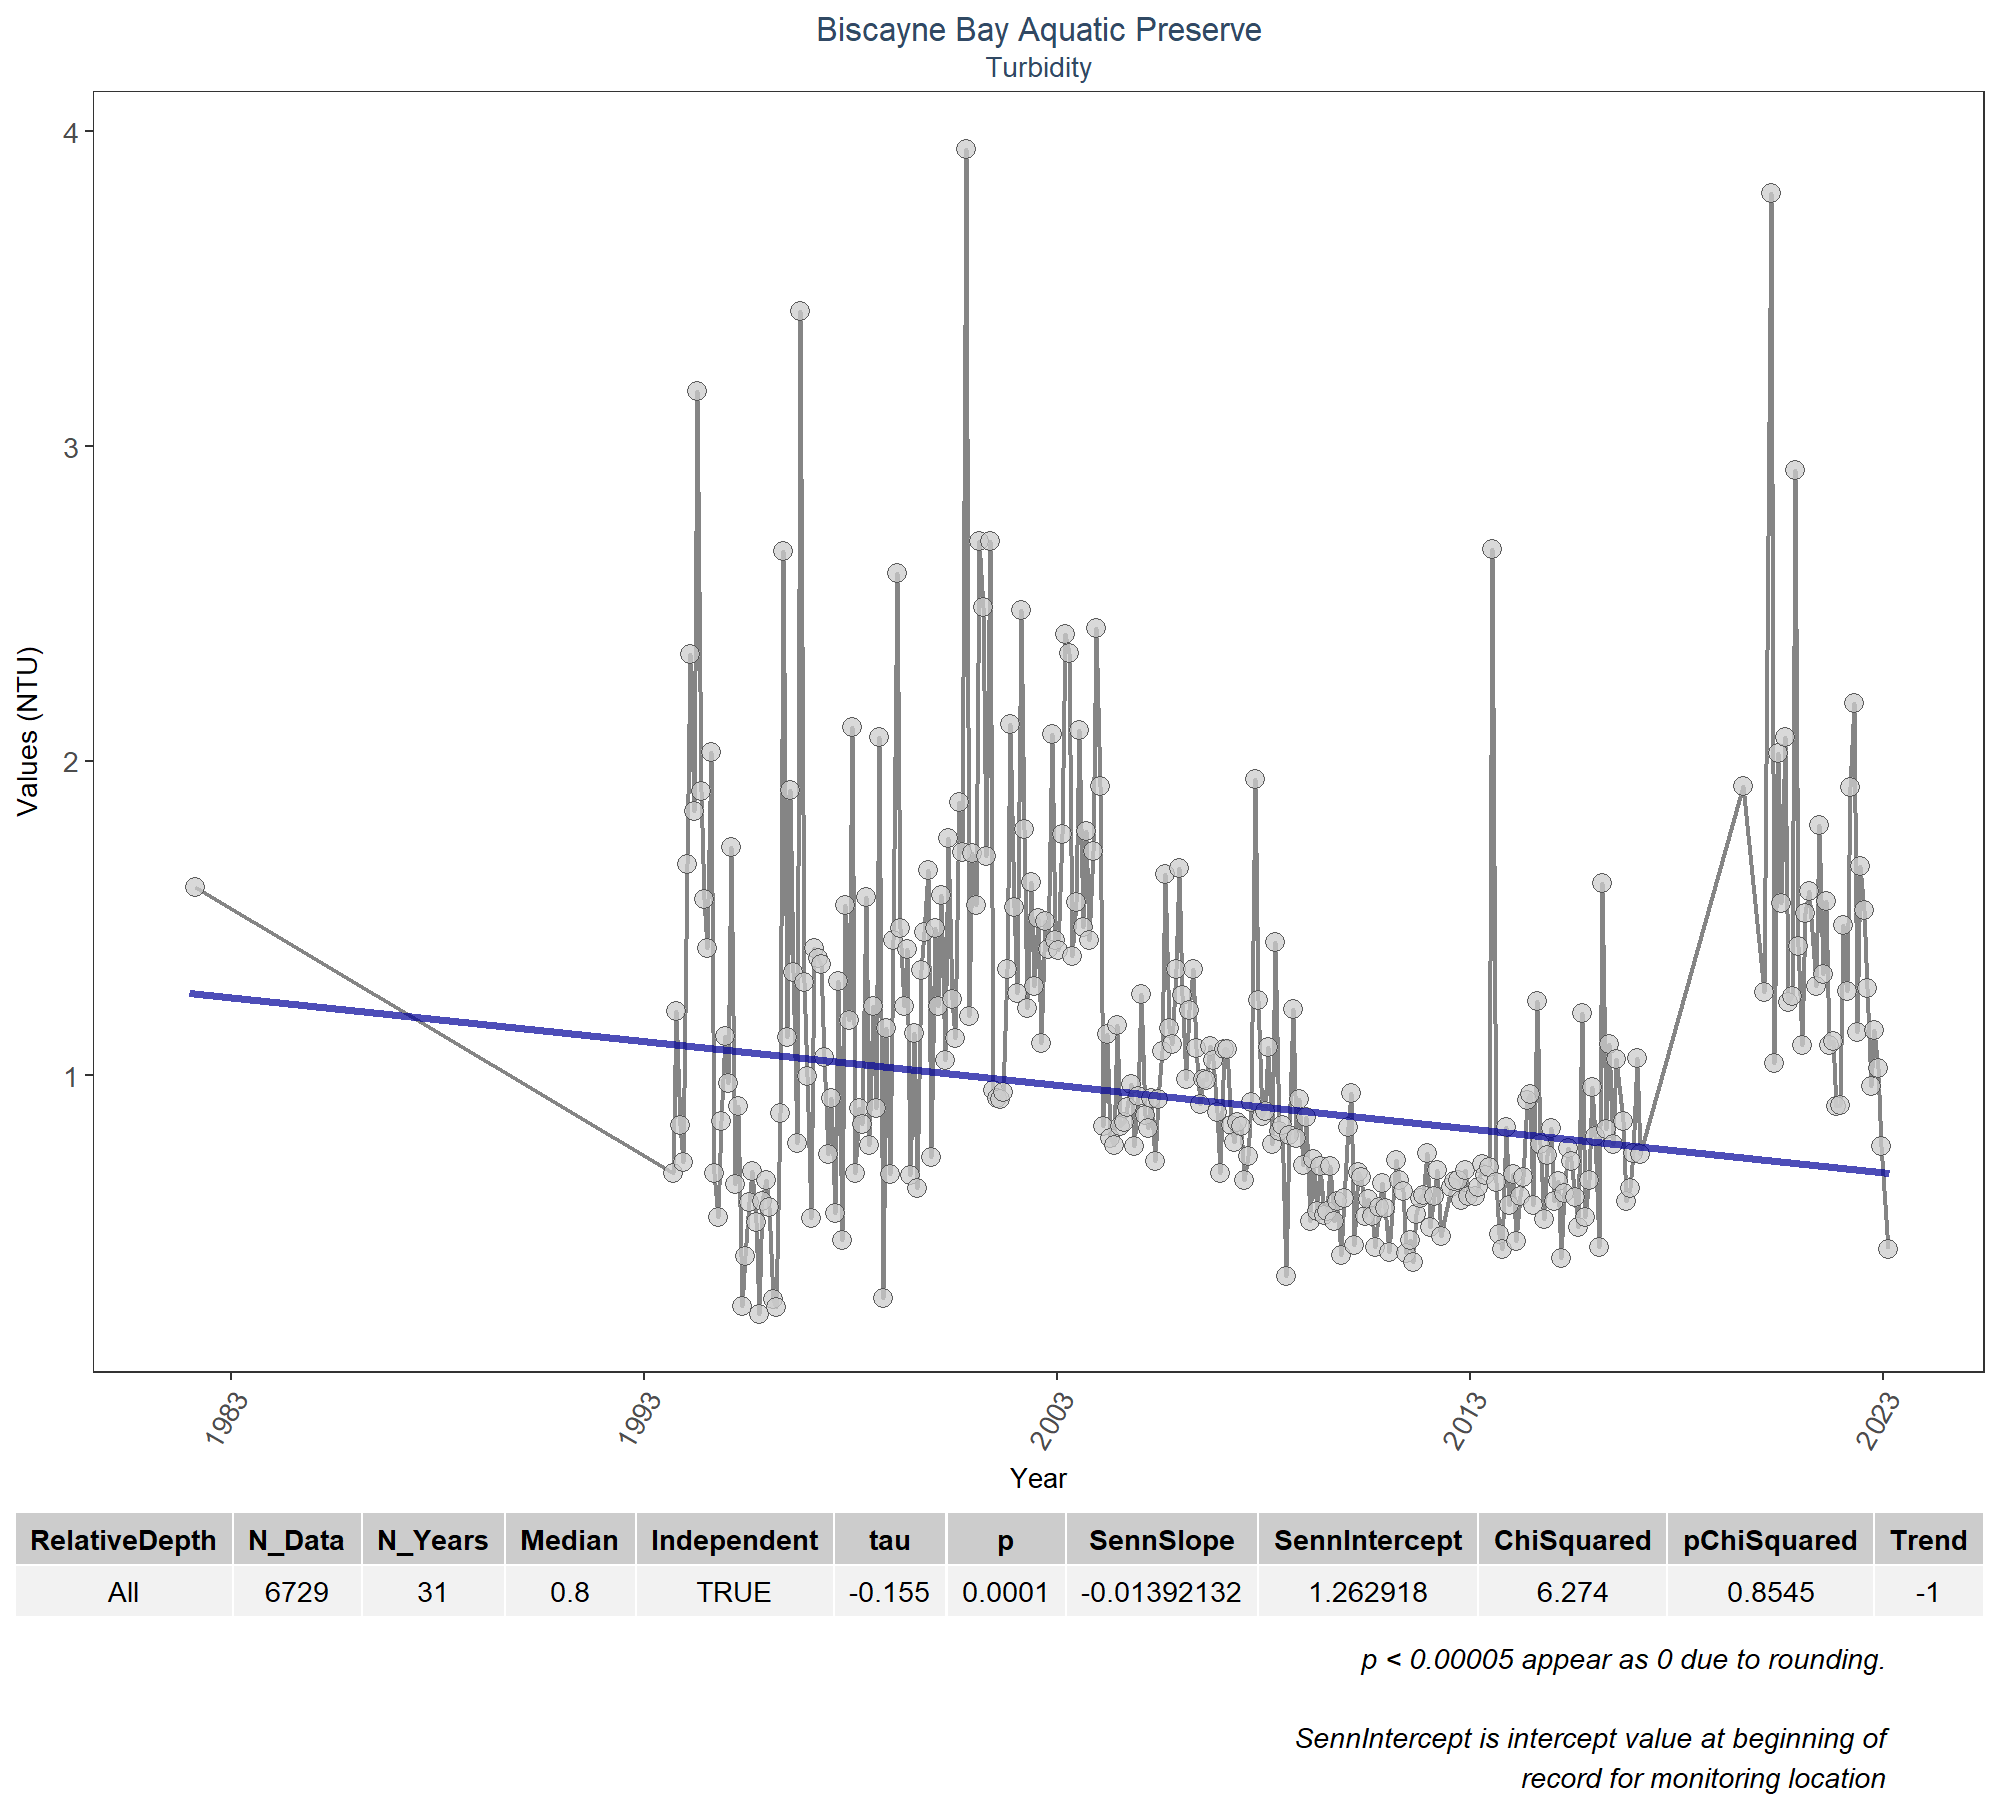 Biscayne Bay Aquatic Preserve
Turbidity
4
3
2
1
Values (NTU)
1983
1993
2003
2013
2023
Year
RelativeDepth N_Data N_Years Median Independent tau p SennSlope SennIntercept ChiSquared pChiSquared Trend
All 6729 31 0.8 TRUE -0.155 0.0001 -0.01392132 1.262918 6.274 0.8545 -1
p < 0.00005 appear as 0 due to rounding.
SennIntercept is intercept value at beginning of
record for monitoring location